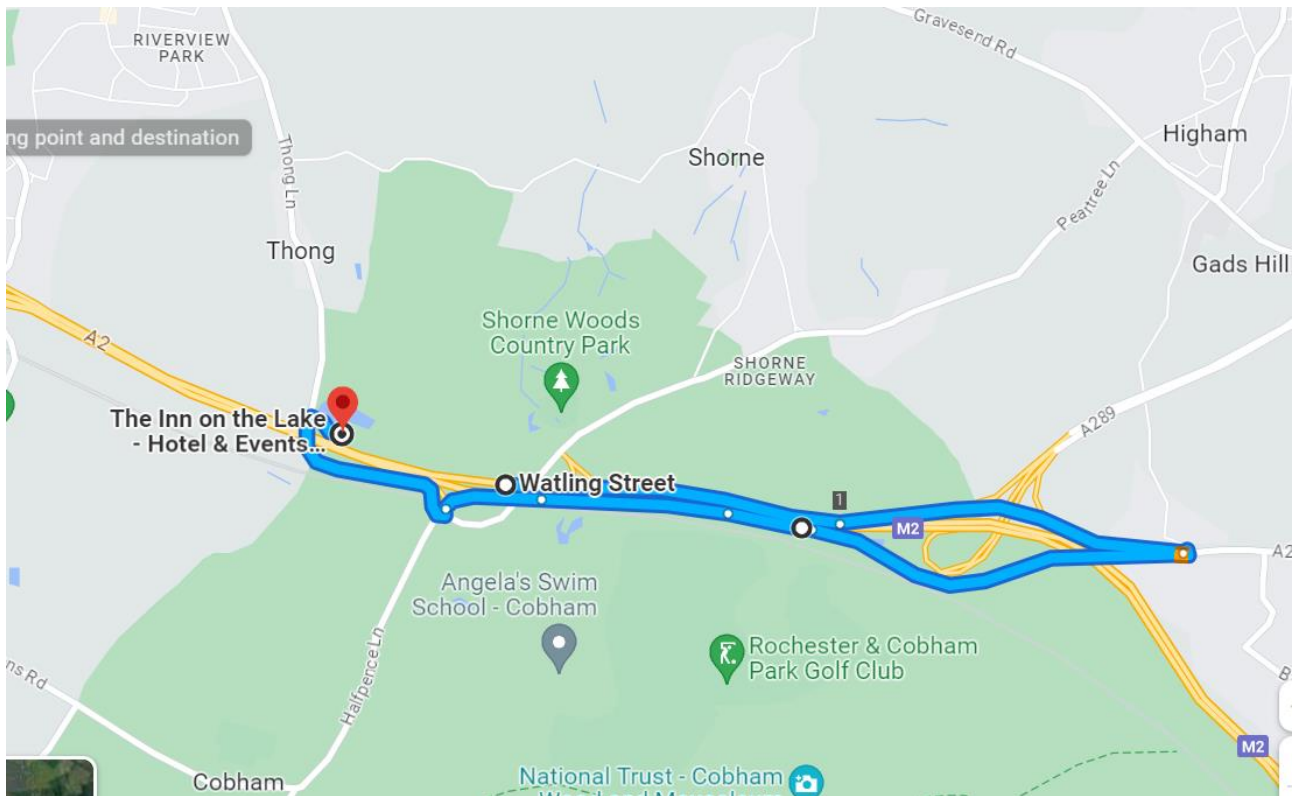 RIVERVIEW
PARK
Gravesend Rd
ng point and destination
Higham
Thong Ln
Shorne
Peartree Ln
Thong
Gads Hill
A2
Shorne Woods
Country Park
SHORNE
RIDGEWAY
The Inn on the Lake
- Hotel & Events...
A289
Watling Street
1
M2
A2
Angela's Swim
School - Cobham
Halfpence Ln
Rochester & Cobham
Park Golf Club
ns Rd
B
M2
Cobham
National Trust - Cobham